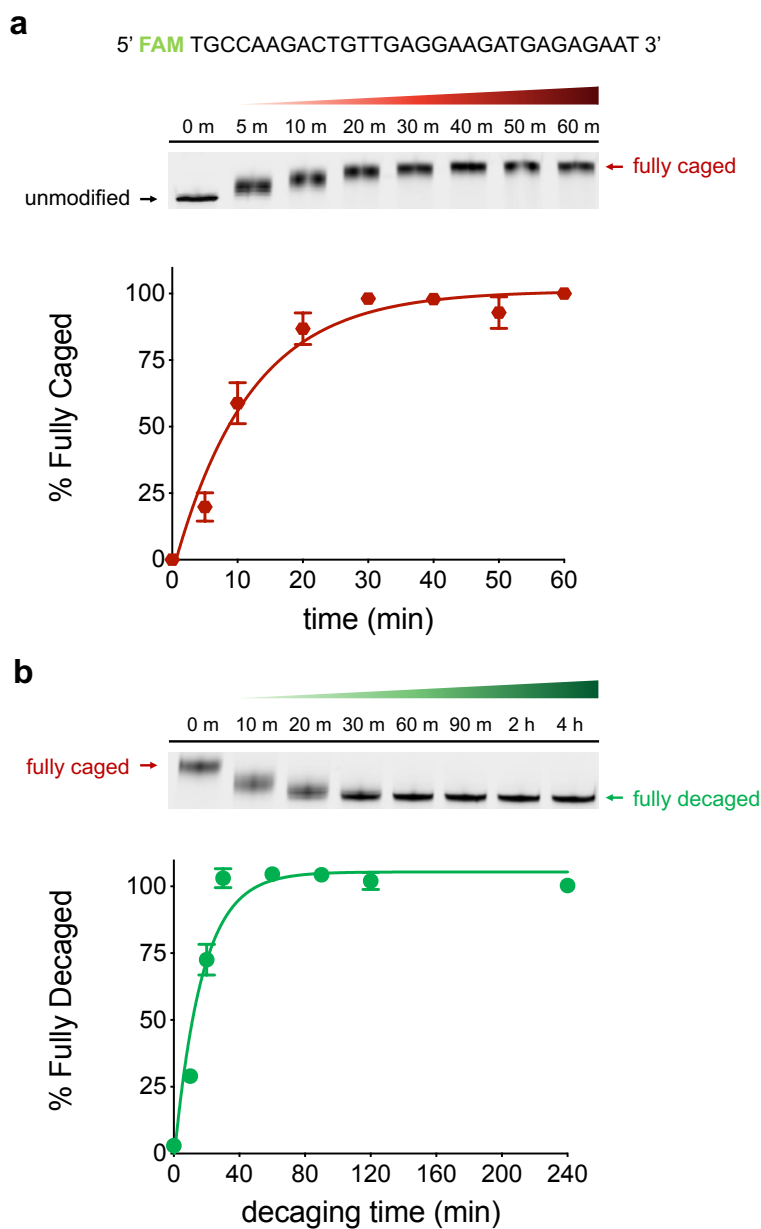 a
5’ FAM TGCCAAGACTGTTGAGGAAGATGAGAGAAT 3’
0 m 5 m 10 m 20 m 30 m 40 m 50 m 60 m
unmodified → ← fully caged
% Fully Caged
100
75
50
25
0
0 10 20 30 40 50 60
time (min)
b
0 m 10 m 20 m 30 m 60 m 90 m 2 h 4 h
fully caged →
← fully decaged
% Fully Decaged
100
75
50
25
0
0 40 80 120 160 200 240
decaging time (min)